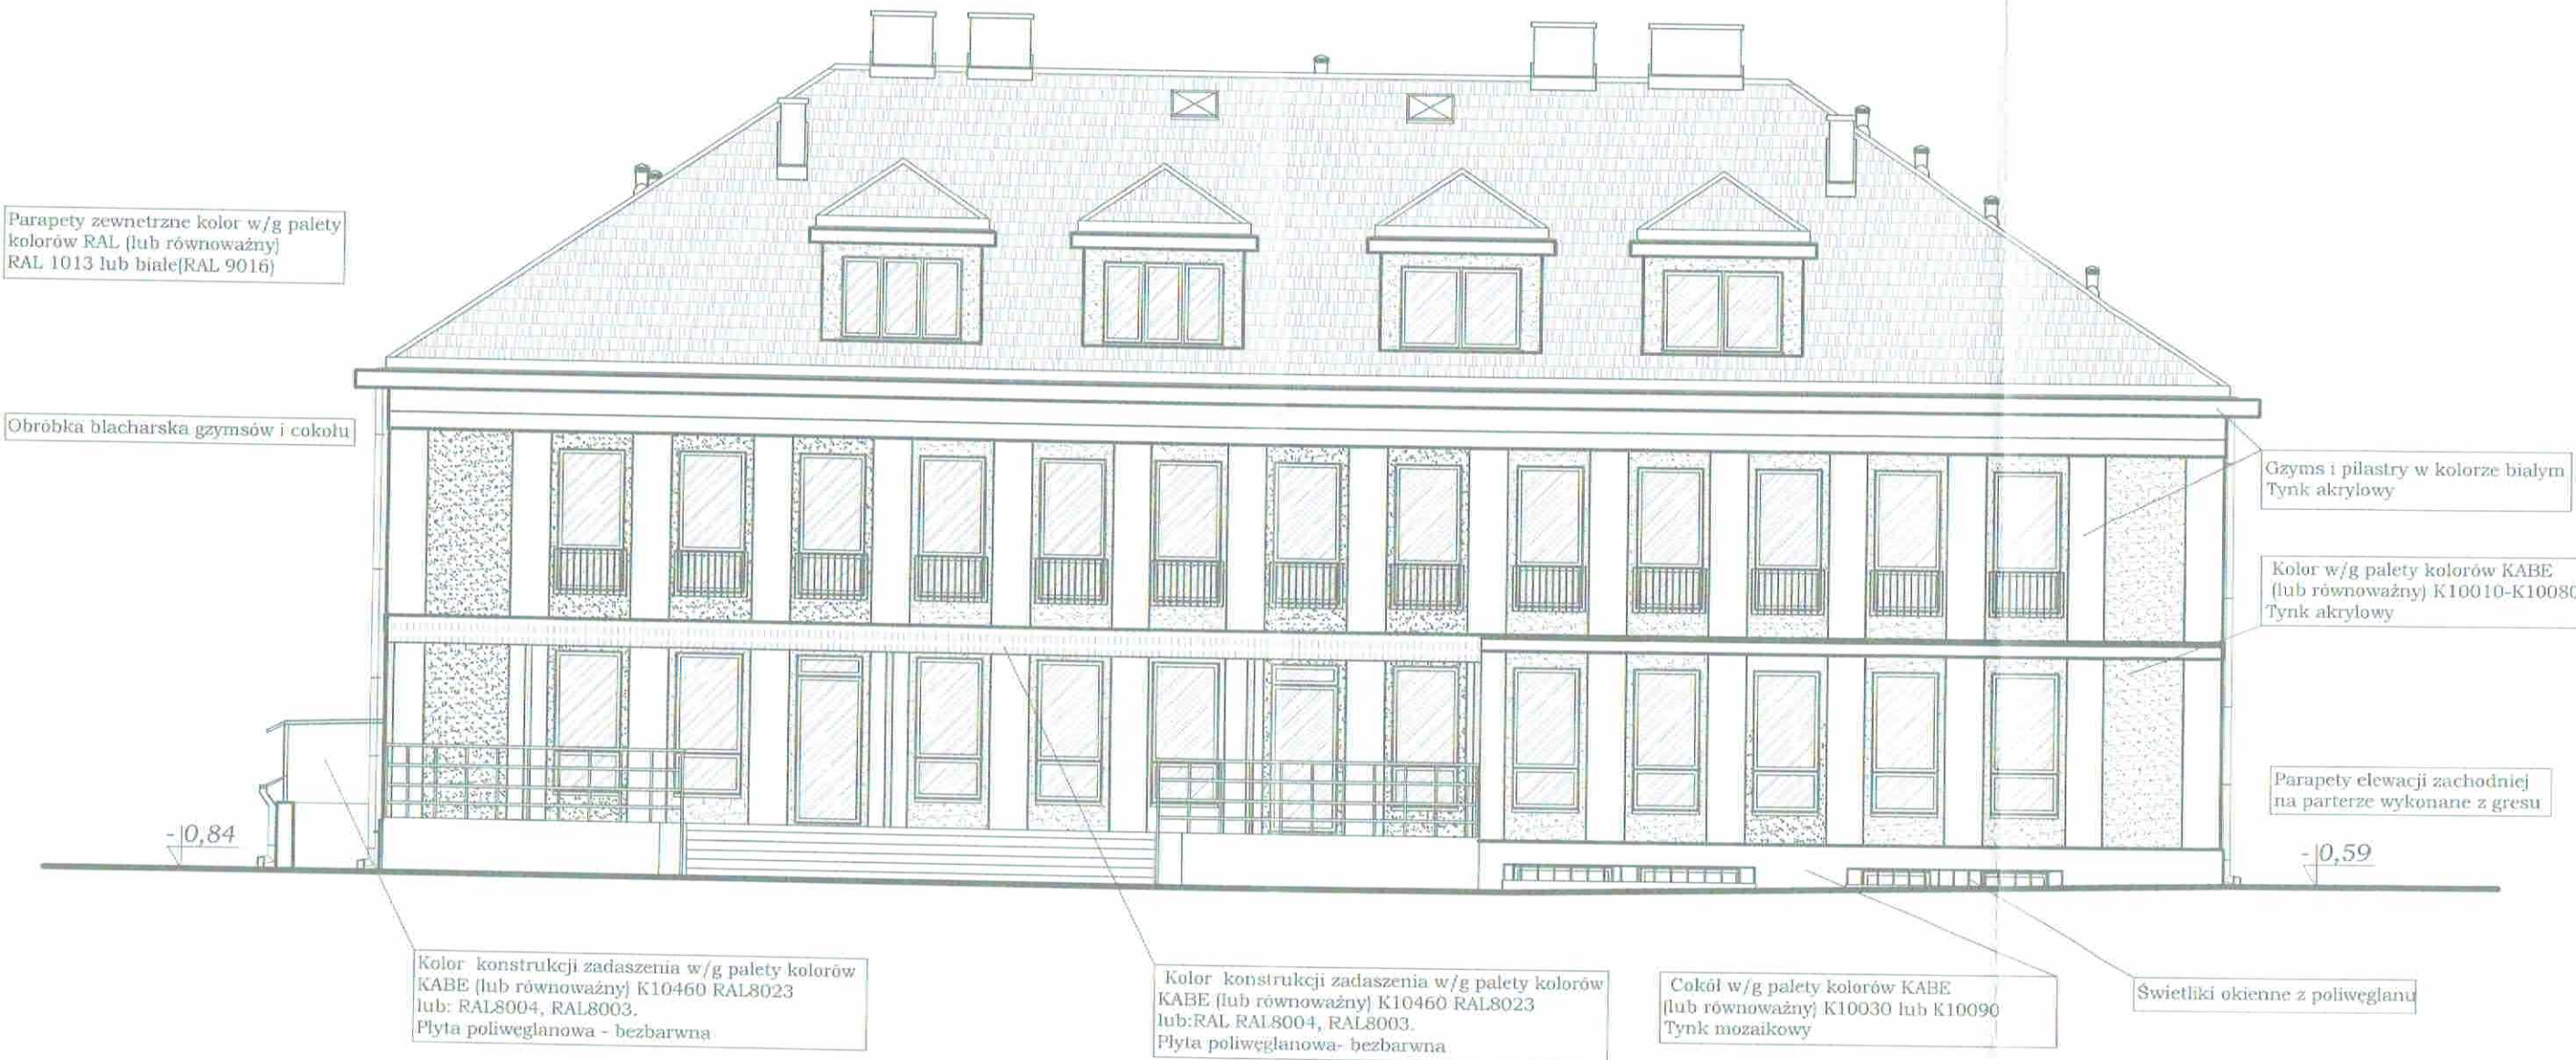 Parapety zewnetrzne kolor w/g palety
kolorów RAL (lub równoważny)
RAL 1013 lub białe(RAL 9016)
Obróbka blacharska gzymsów i cokołu
Gzyms i pilastry w kolorze białym
Tynk akrylowy
Kolor w/g palety kolorów KABE
(lub równoważny) K10010-K10080
Tynk akrylowy
Parapety elewacji zachodniej
na parterze wykonane z gresu
-0,84
-0,59
Kolor konstrukcji zadaszenia w/g palety kolorów
KABE (lub równoważny) K10460 RAL8023
lub: RAL8004, RAL8003.
Płyta poliwęglanowa - bezbarwna
Kolor konstrukcji zadaszenia w/g palety kolorów
KABE (lub równoważny) K10460 RAL8023
lub:RAL RAL8004, RAL8003.
Płyta poliwęglanowa- bezbarwna
Cokół w/g palety kolorów KABE
(lub równoważny) K10030 lub K10090
Tynk mozaikowy
Świetliki okienne z poliwęglanu